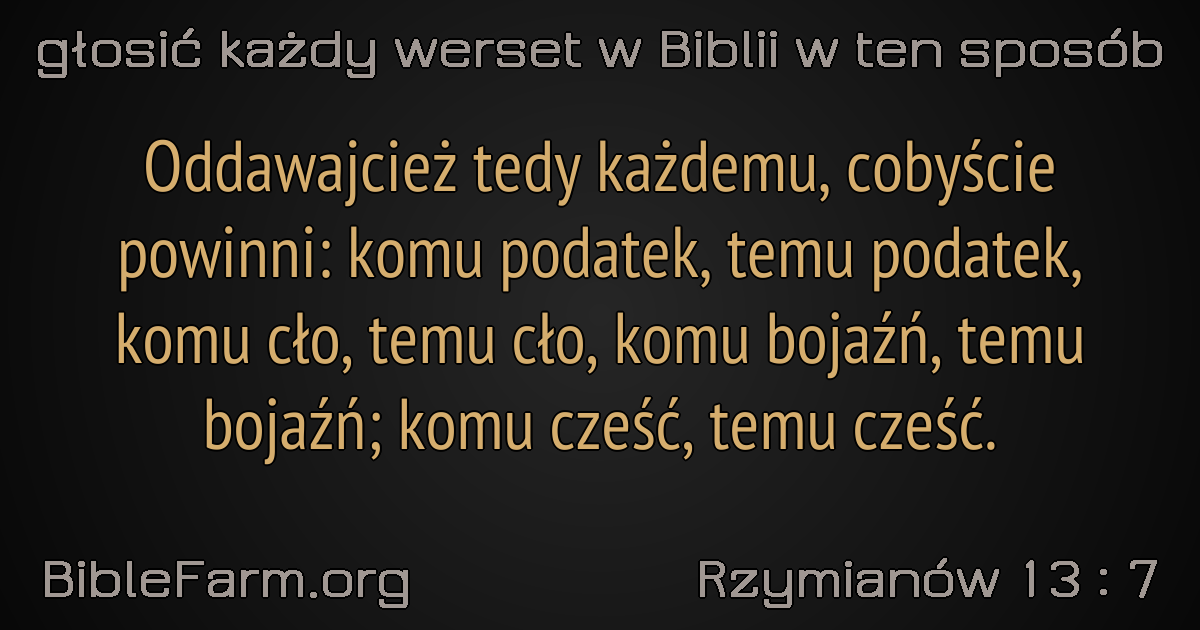 głosić każdy werset w Biblii w ten sposób
Oddawajcież tedy każdemu, cobyście
powinni: komu podatek, temu podatek,
komu cło, temu cło, komu bojaźń, temu
bojaźń; komu cześć, temu cześć.
BibleFarm.org
Rzymianów 13 : 7